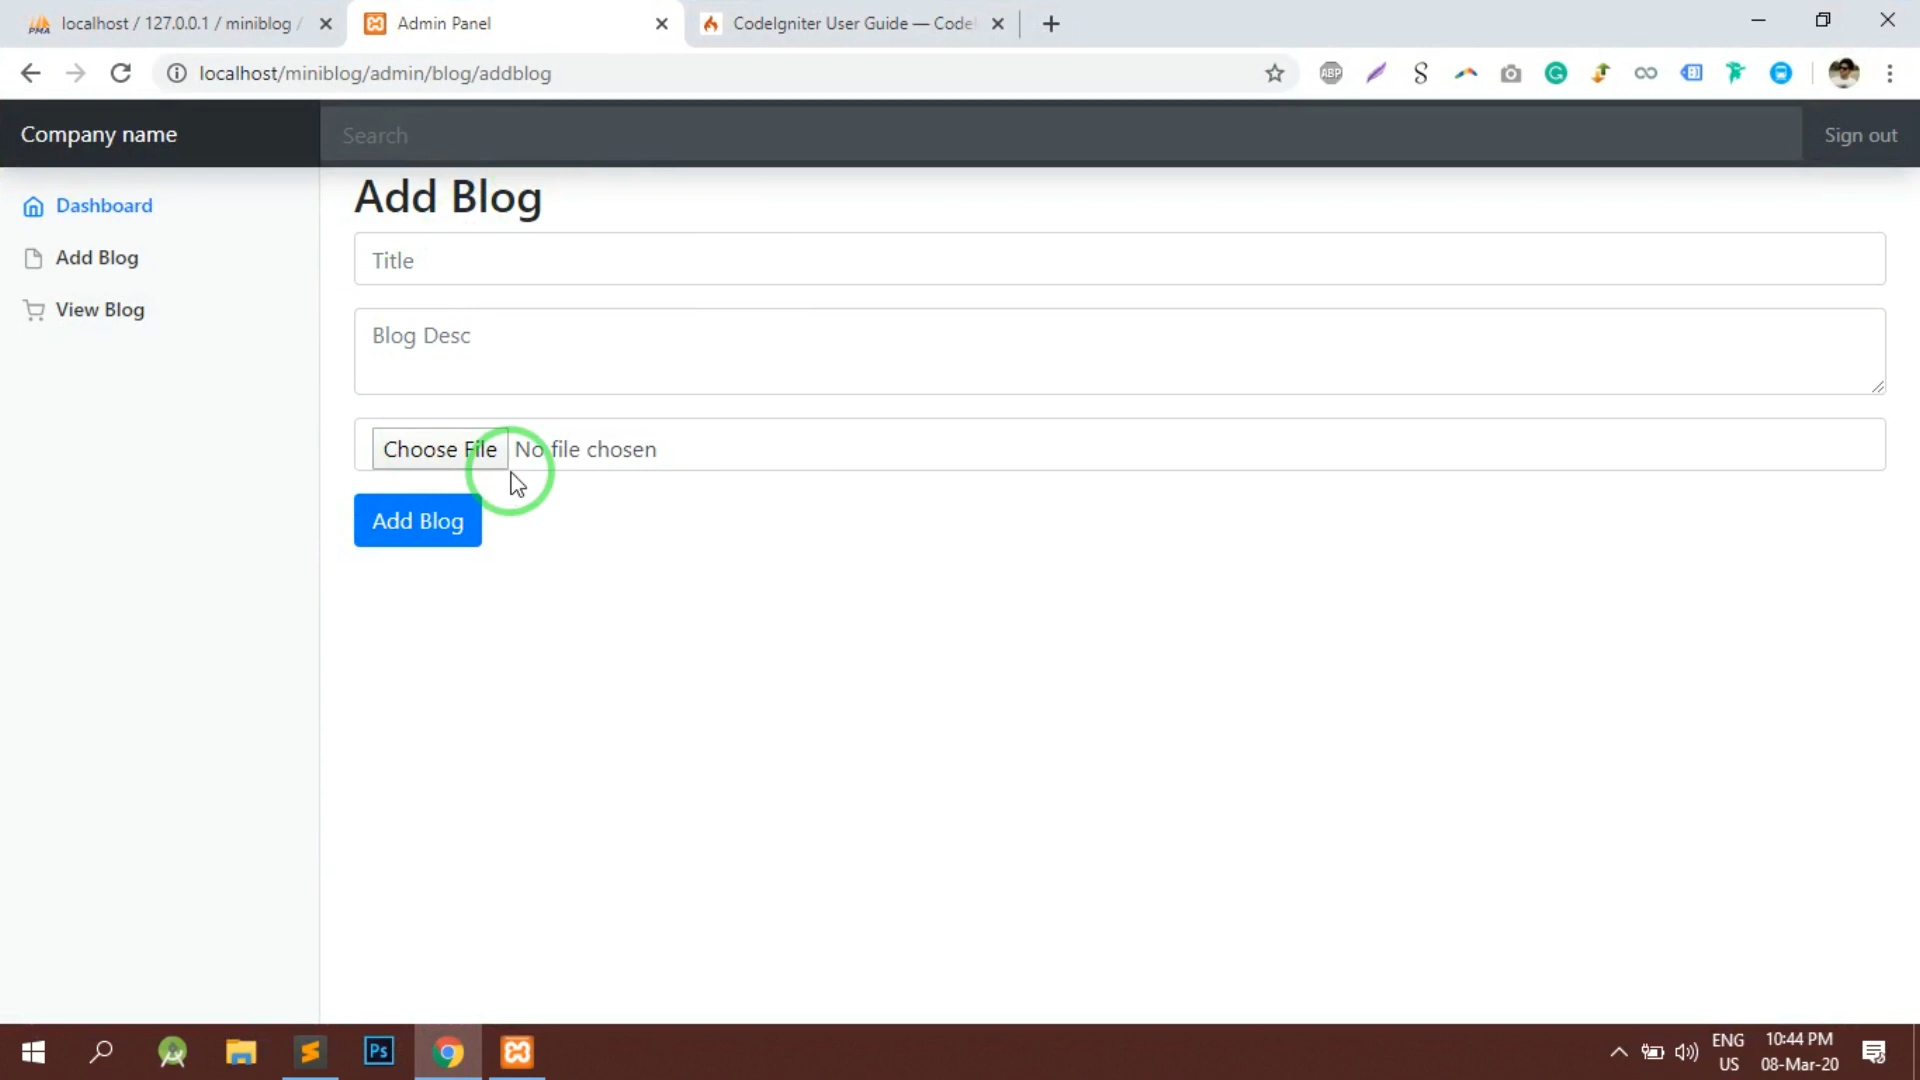 localhost / 127.0.0.1 / miniblog /
Admin Panel
CodeIgniter User Guide — Code
localhost/miniblog/admin/blog/addblog
ABP
Company name
Search
Sign out
Dashboard
Add Blog
View Blog
Add Blog
Title
Blog Desc
Choose File No file chosen
Add Blog
Ps
ENG
US
10:44 PM
08-Mar-20